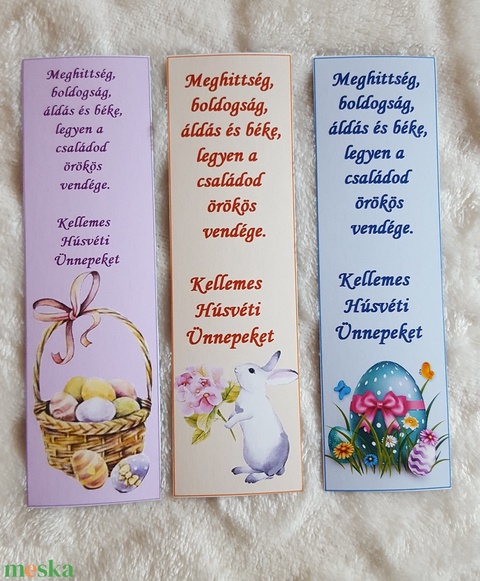 Meghittség,
boldogság,
áldás és béke,
legyen a
családod
örökös
vendége.
Kellemes
Húsvéti
Ünnepeket
Meghittség,
boldogság,
áldás és béke,
legyen a
családod
örökös
vendége.
Kellemes
Húsvéti
Ünnepeket
Meghittség,
boldogság,
áldás és béke,
legyen a
családod
örökös
vendége.
Kellemes
Húsvéti
Ünnepeket
meska